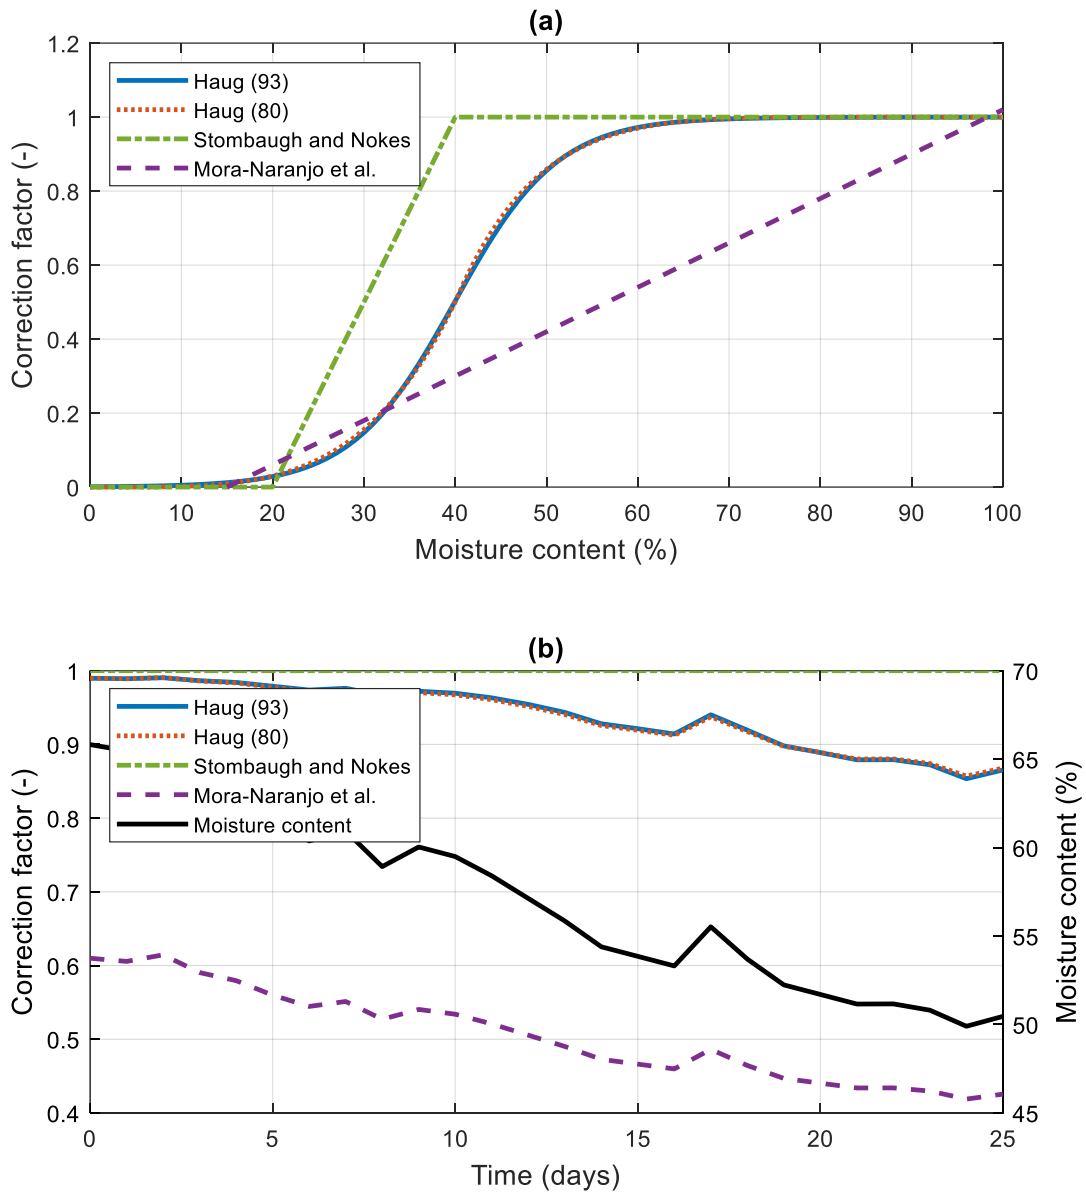 (a)
1.2
1
0.8
0.6
0.4
0.2
0
Correction factor (-)
Haug (93)
Haug (80)
Stombaugh and Nokes
Mora-Naranjo et al.
0 10 20 30 40 50 60 70 80 90 100
Moisture content (%)
(b)
1
0.9
0.8
0.7
0.6
0.5
0.4
Correction factor (-)
Haug (93)
Haug (80)
Stombaugh and Nokes
Mora-Naranjo et al.
Moisture content
70
65
60
55
50
45
Moisture content (%)
0 5 10 15 20 25
Time (days)